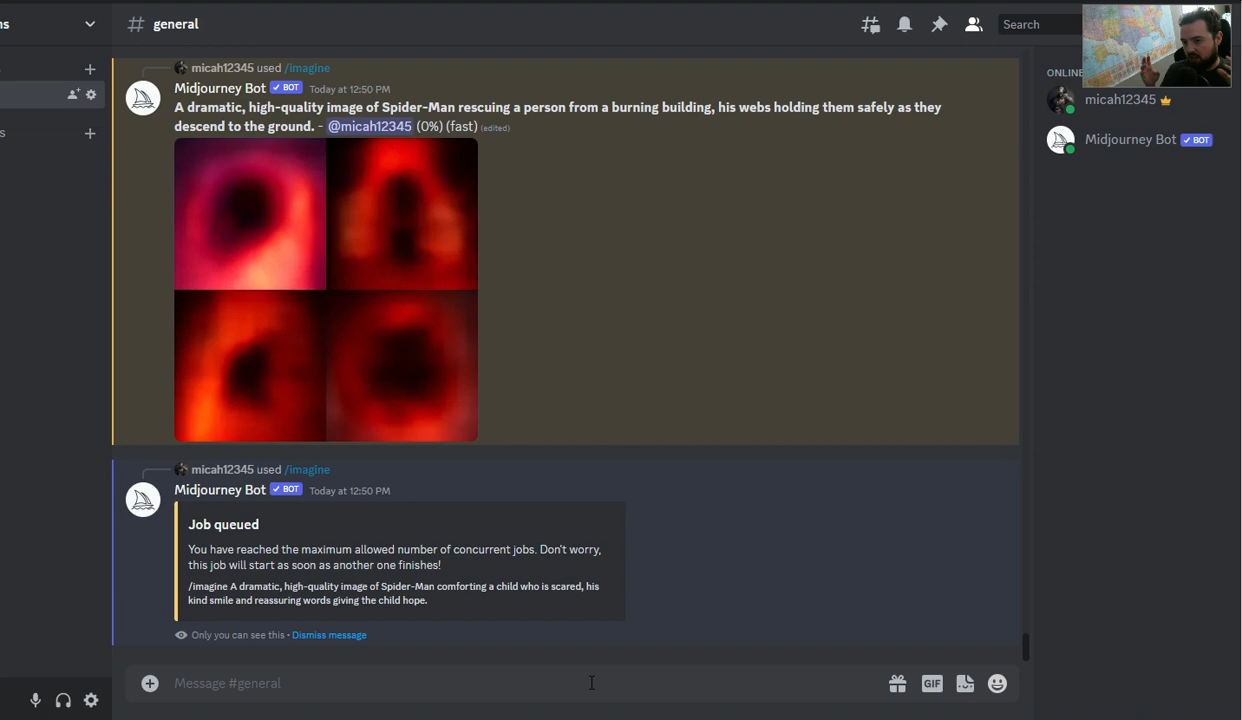 ns
# general
Search
micah12345 used /imagine
Midjourney Bot ✓ BOT Today at 12:50 PM
A dramatic, high-quality image of Spider-Man rescuing a person from a burning building, his webs holding them safely as they
descend to the ground. - @micah12345 (0%) (fast) (edited)
micah12345 used /imagine
Midjourney Bot ✓ BOT Today at 12:50 PM
Job queued
You have reached the maximum allowed number of concurrent jobs. Don't worry,
this job will start as soon as another one finishes!
/imagine A dramatic, high-quality image of Spider-Man comforting a child who is scared, his
kind smile and reassuring words giving the child hope.
Only you can see this • Dismiss message
Message #general
GIF
ONLINE
micah12345
Midjourney Bot ✓ BOT